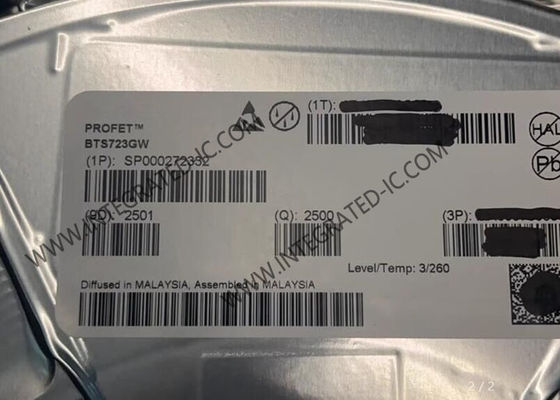 PROFET™
BTS723GW
(1P): SP000272332
(1T):
HAL
Pb
(9D): 2501
(Q): 2500
(3P):
Level/Temp: 3/260
Diffused in MALAYSIA, Assembled in MALAYSIA
WWW.INTEGRATED-IC.COM
WWW.INTEGRATED-IC.COM
2/2